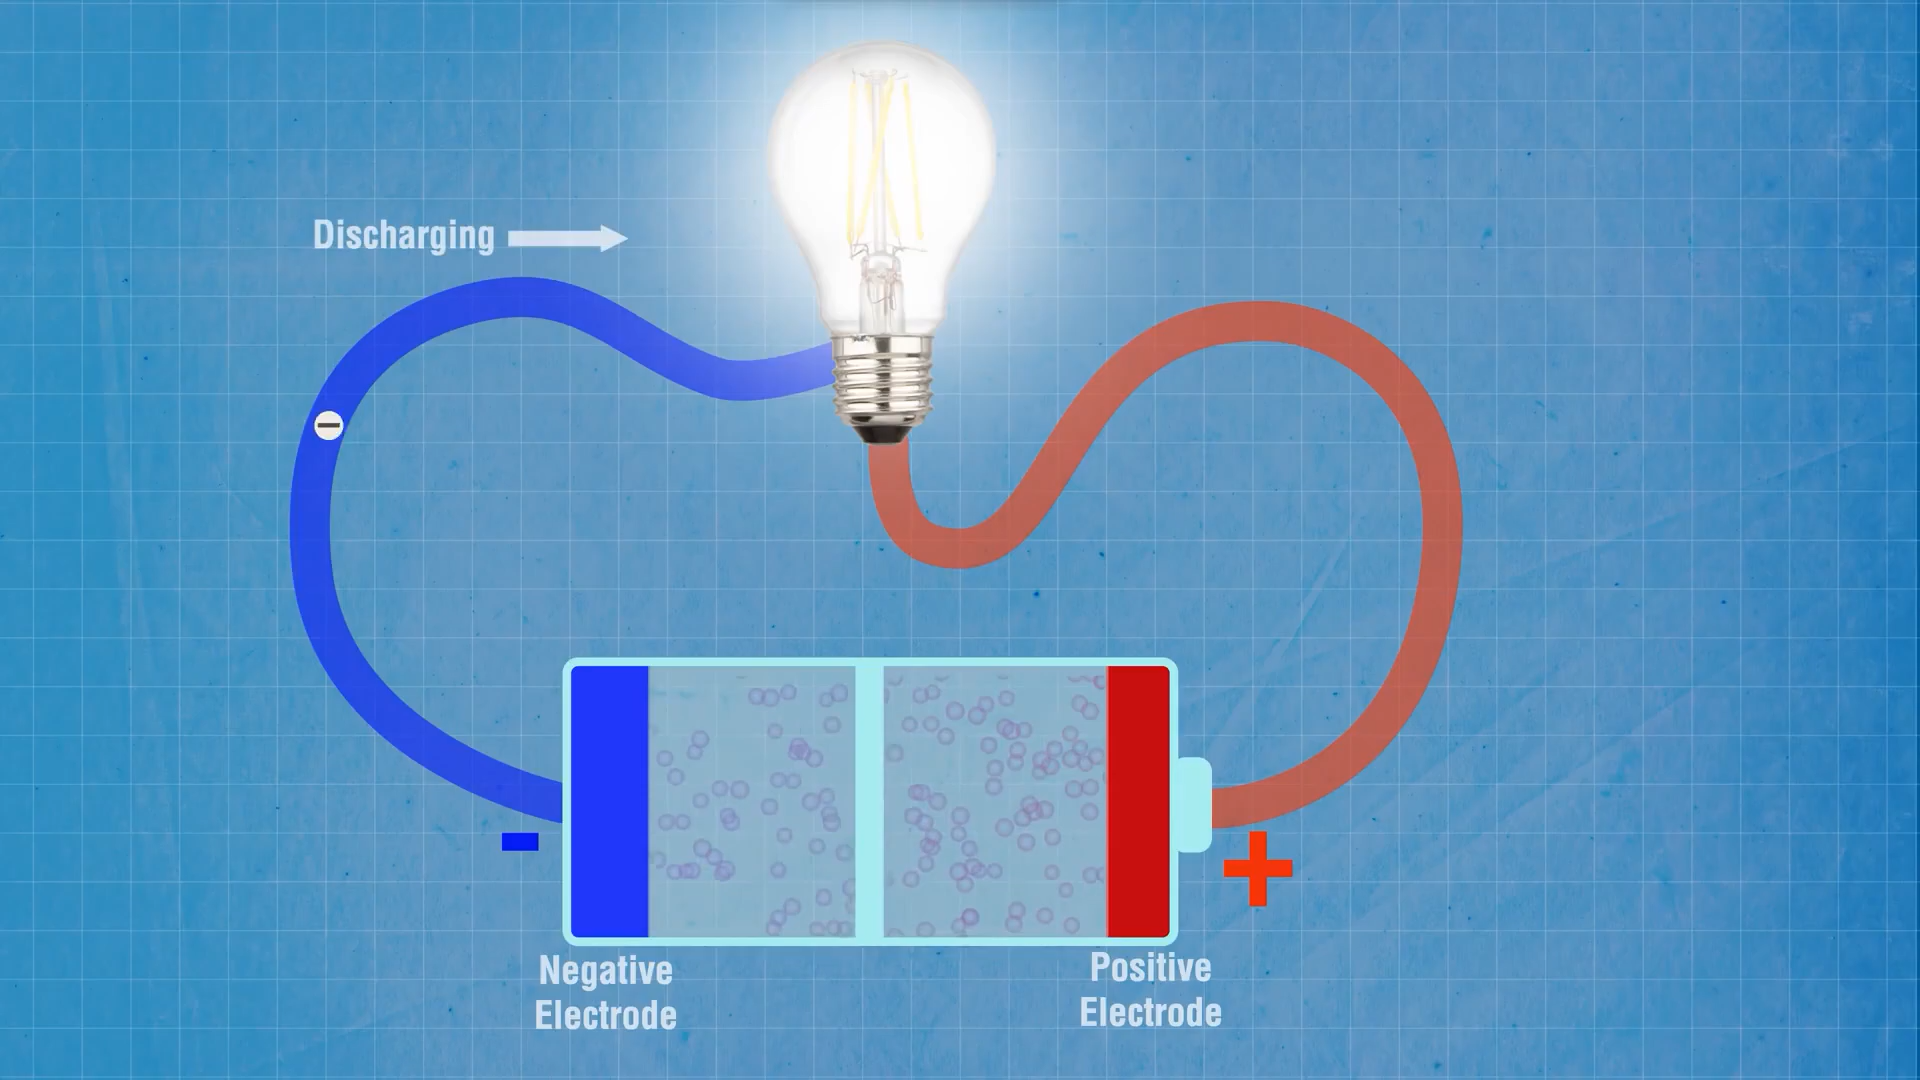 Discharging
Negative
Electrode
Positive
Electrode